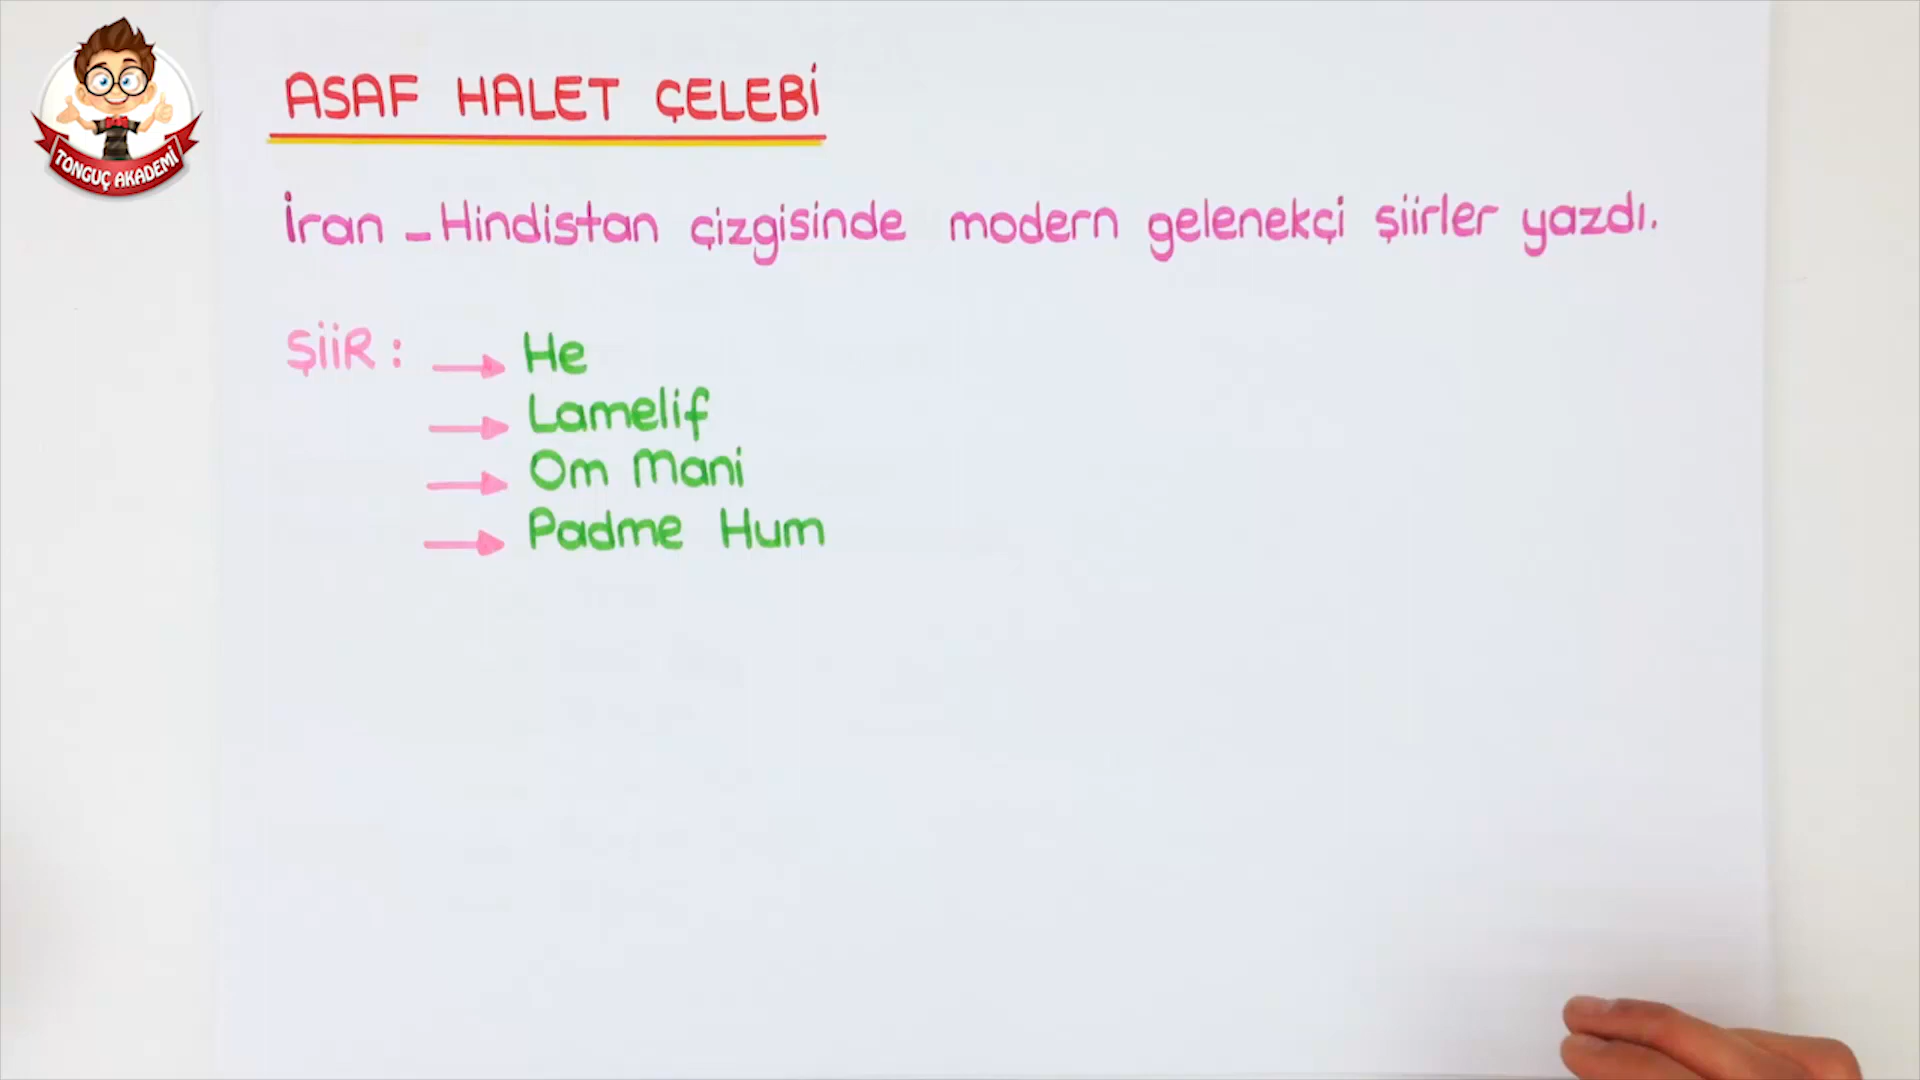 TONGUÇ AKADEMİ
ASAF HALET ÇELEBİ
İran - Hindistan çizgisinde modern gelenekçi şiirler yazdı.
ŞİİR : → He
→ Lamelif
→ Om Mani
→ Padme Hum